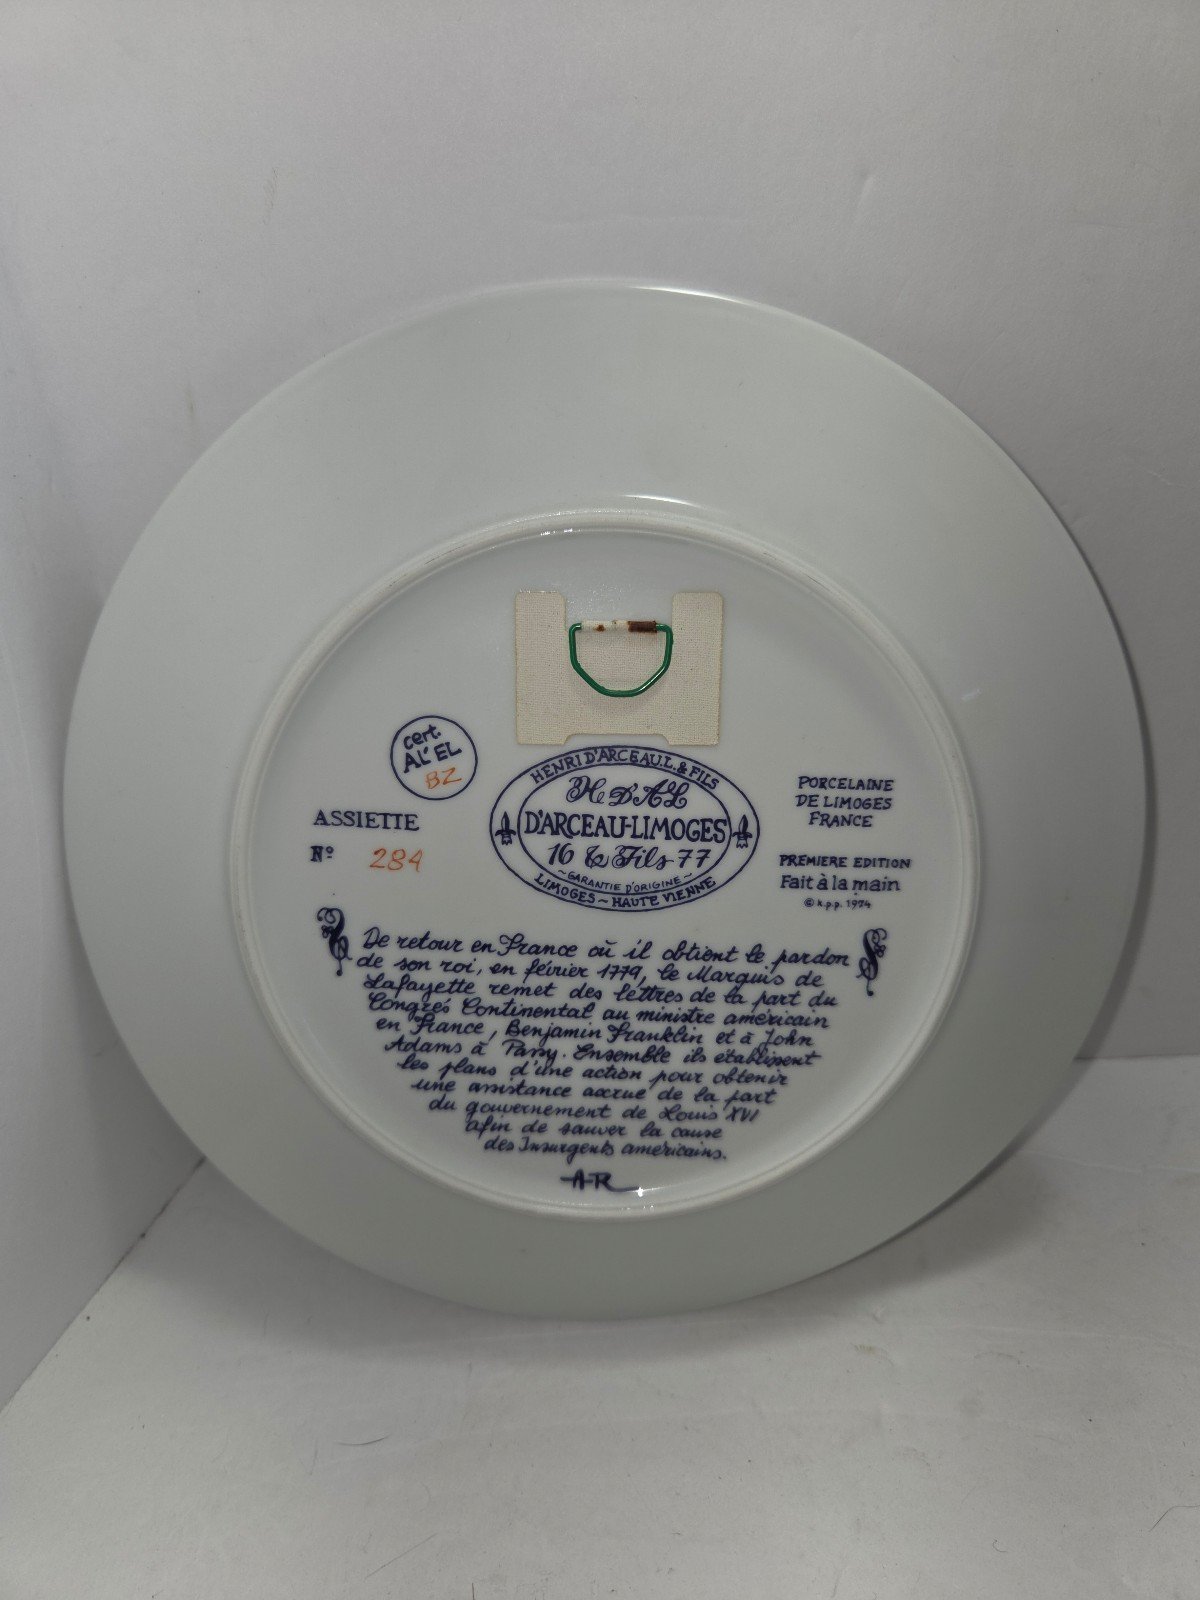 cert.
AL'EL
BZ
ASSIETTE
Nº 284
HENRI D'ARCEAU.L.& FILS
H D'A L
D'ARCEAU-LIMOGES
16 & Fils 77
~GARANTIE D'ORIGINE~
LIMOGES ~ HAUTE VIENNE
PORCELAINE
DE LIMOGES
FRANCE
PREMIERE EDITION
Fait à la main
© k.p.p. 1974
De retour en France où il obtient le pardon
de son roi, en février 1779, le Marquis de
Lafayette remet des lettres de la part du
Congrés Continental au ministre américain
en France, Benjamin Franklin et à John
Adams à Passy. Ensemble ils établissent
les plans d'une action pour obtenir
une assistance accrue de la part
du gouvernement de Louis XVI
afin de sauver la cause
des Insurgents américains.
AR